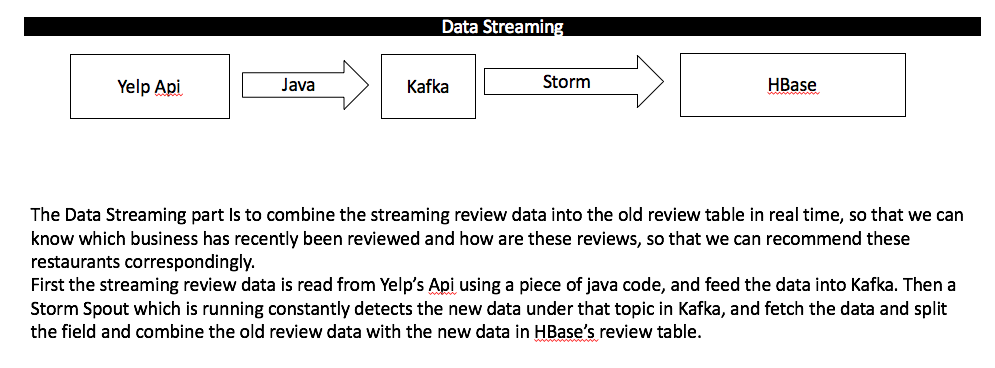 Data Streaming
Yelp Api
Java
Kafka
Storm
HBase
The Data Streaming part Is to combine the streaming review data into the old review table in real time, so that we can
know which business has recently been reviewed and how are these reviews, so that we can recommend these
restaurants correspondingly.
First the streaming review data is read from Yelp's Api using a piece of java code, and feed the data into Kafka. Then a
Storm Spout which is running constantly detects the new data under that topic in Kafka, and fetch the data and split
the field and combine the old review data with the new data in HBase's review table.